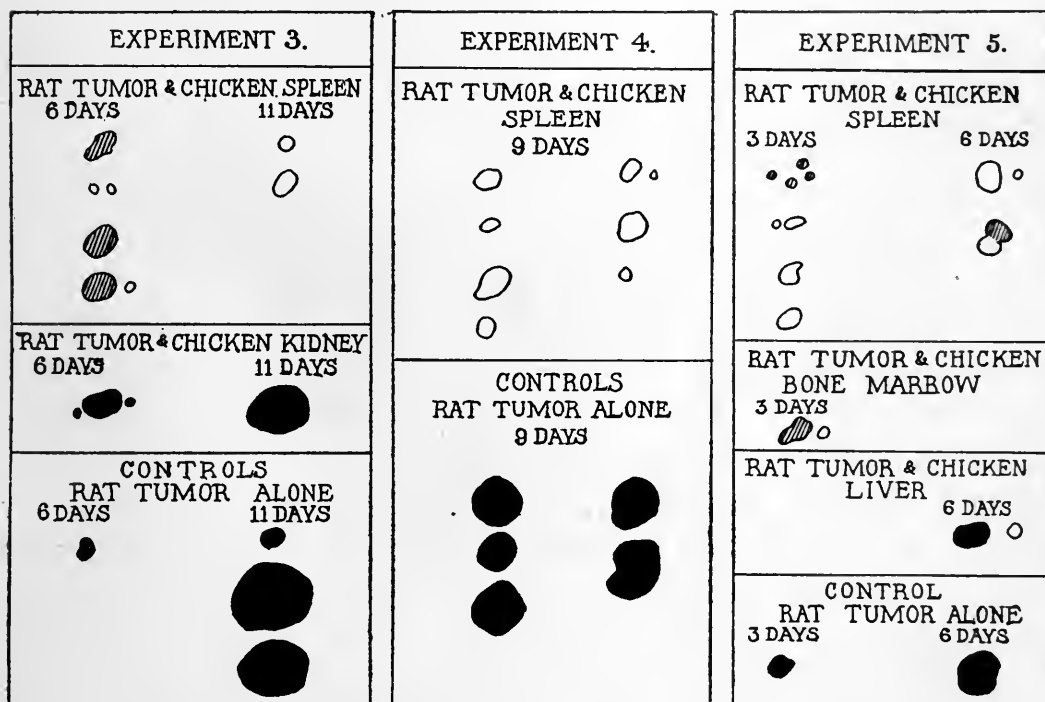 EXPERIMENT 3.
RAT TUMOR & CHICKEN SPLEEN
6 DAYS 11 DAYS
RAT TUMOR & CHICKEN KIDNEY
6 DAYS 11 DAYS
CONTROLS
RAT TUMOR ALONE
6 DAYS 11 DAYS
EXPERIMENT 4.
RAT TUMOR & CHICKEN
SPLEEN
9 DAYS
CONTROLS
RAT TUMOR ALONE
9 DAYS
EXPERIMENT 5.
RAT TUMOR & CHICKEN
SPLEEN
3 DAYS 6 DAYS
RAT TUMOR & CHICKEN
BONE MARROW
3 DAYS
RAT TUMOR & CHICKEN
LIVER
6 DAYS
CONTROL
RAT TUMOR ALONE
3 DAYS 6 DAYS